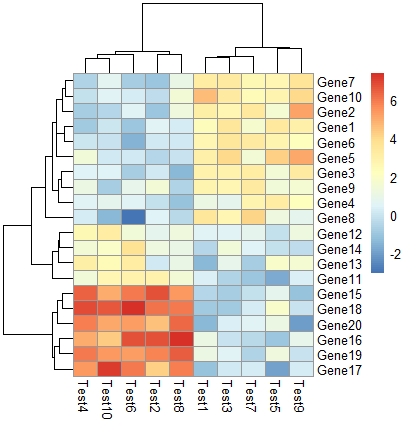 Gene7
Gene10
Gene2
Gene1
Gene6
Gene5
Gene3
Gene9
Gene4
Gene8
Gene12
Gene14
Gene13
Gene11
Gene15
Gene18
Gene20
Gene16
Gene19
Gene17
6
4
2
0
-2
Test4 Test10 Test6 Test2 Test8 Test1 Test3 Test7 Test5 Test9